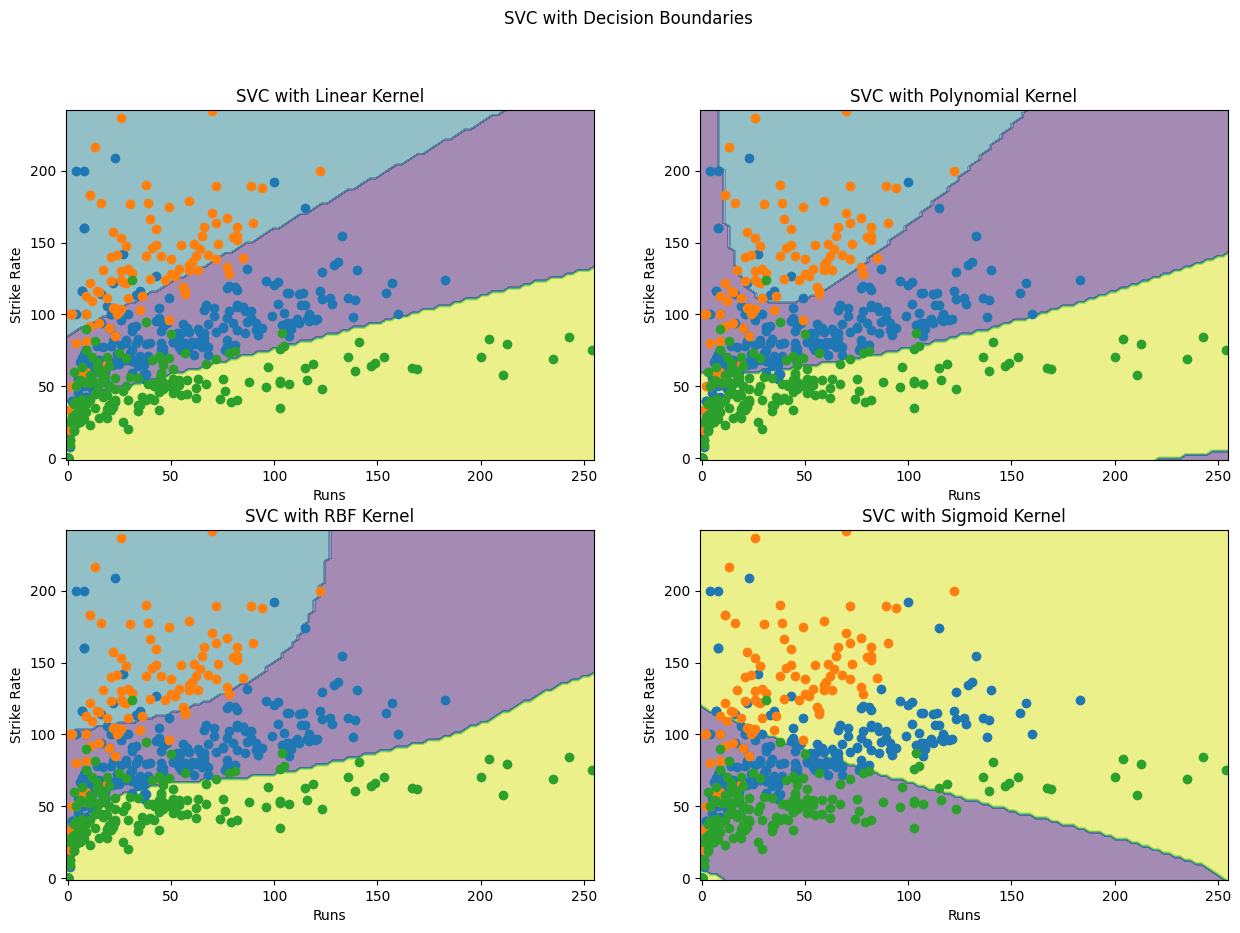 SVC with Decision Boundaries
SVC with Linear Kernel
Strike Rate
200
150
100
50
0
0 50 100 150 200 250
Runs
SVC with Polynomial Kernel
Strike Rate
200
150
100
50
0
0 50 100 150 200 250
Runs
SVC with RBF Kernel
Strike Rate
200
150
100
50
0
0 50 100 150 200 250
Runs
SVC with Sigmoid Kernel
Strike Rate
200
150
100
50
0
0 50 100 150 200 250
Runs